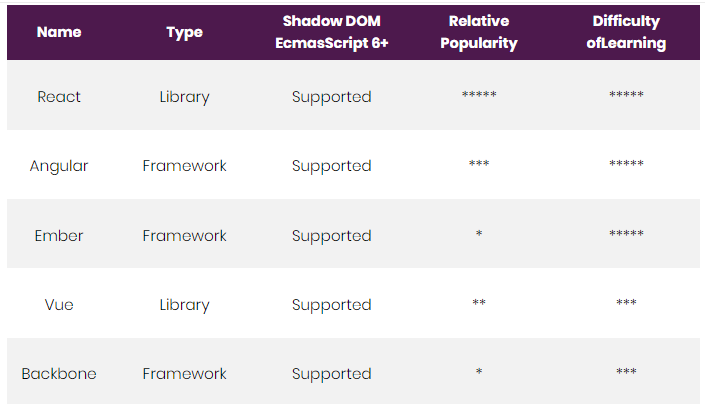 Name Type Shadow DOM EcmasScript 6+ Relative Popularity Difficulty ofLearning
React Library Supported ***** *****
Angular Framework Supported *** *****
Ember Framework Supported * *****
Vue Library Supported ** ***
Backbone Framework Supported * ***